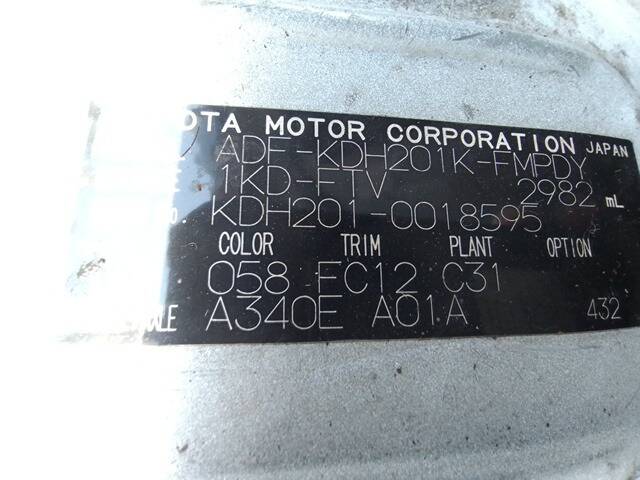 OTA MOTOR CORPORATION JAPAN
ADF-KDH201K-FMPDY
1KD-FTV 2982 mL
KDH201-0018595
COLOR TRIM PLANT OPTION
058 FC12 C31
A340E A01A 432